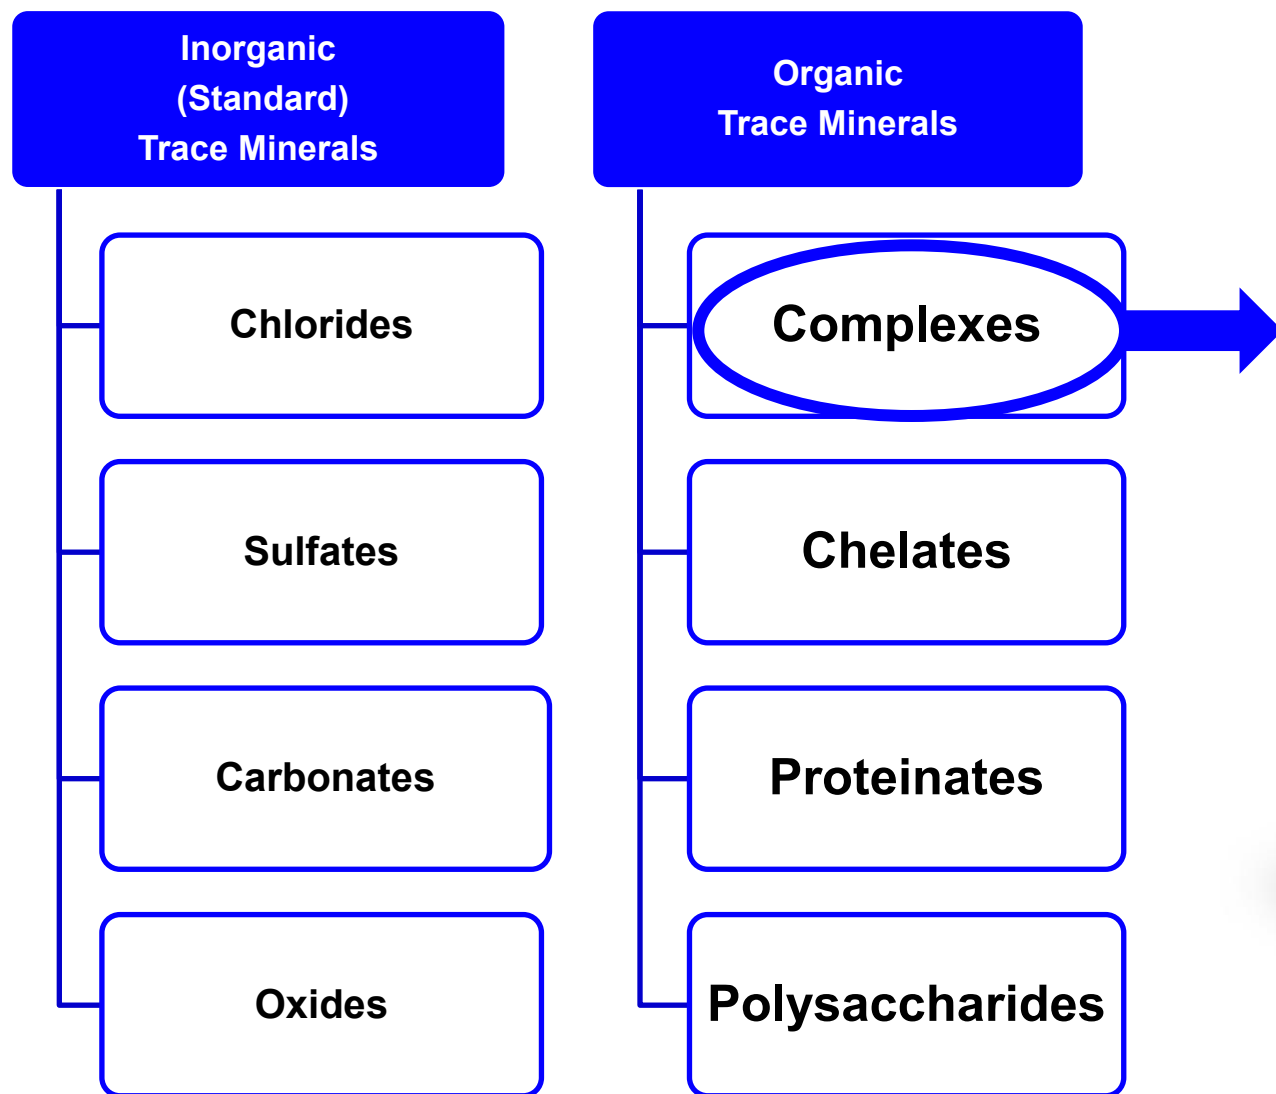 Inorganic
(Standard)
Trace Minerals
Chlorides
Sulfates
Carbonates
Oxides
Organic
Trace Minerals
Complexes
Chelates
Proteinates
Polysaccharides